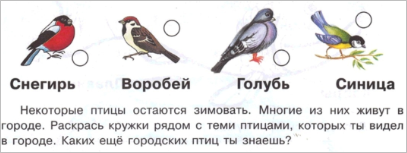 Снегирь Воробей Голубь Синица
Некоторые птицы остаются зимовать. Многие из них живут в
городе. Раскрась кружки рядом с теми птицами, которых ты видел
в городе. Каких ещё городских птиц ты знаешь?